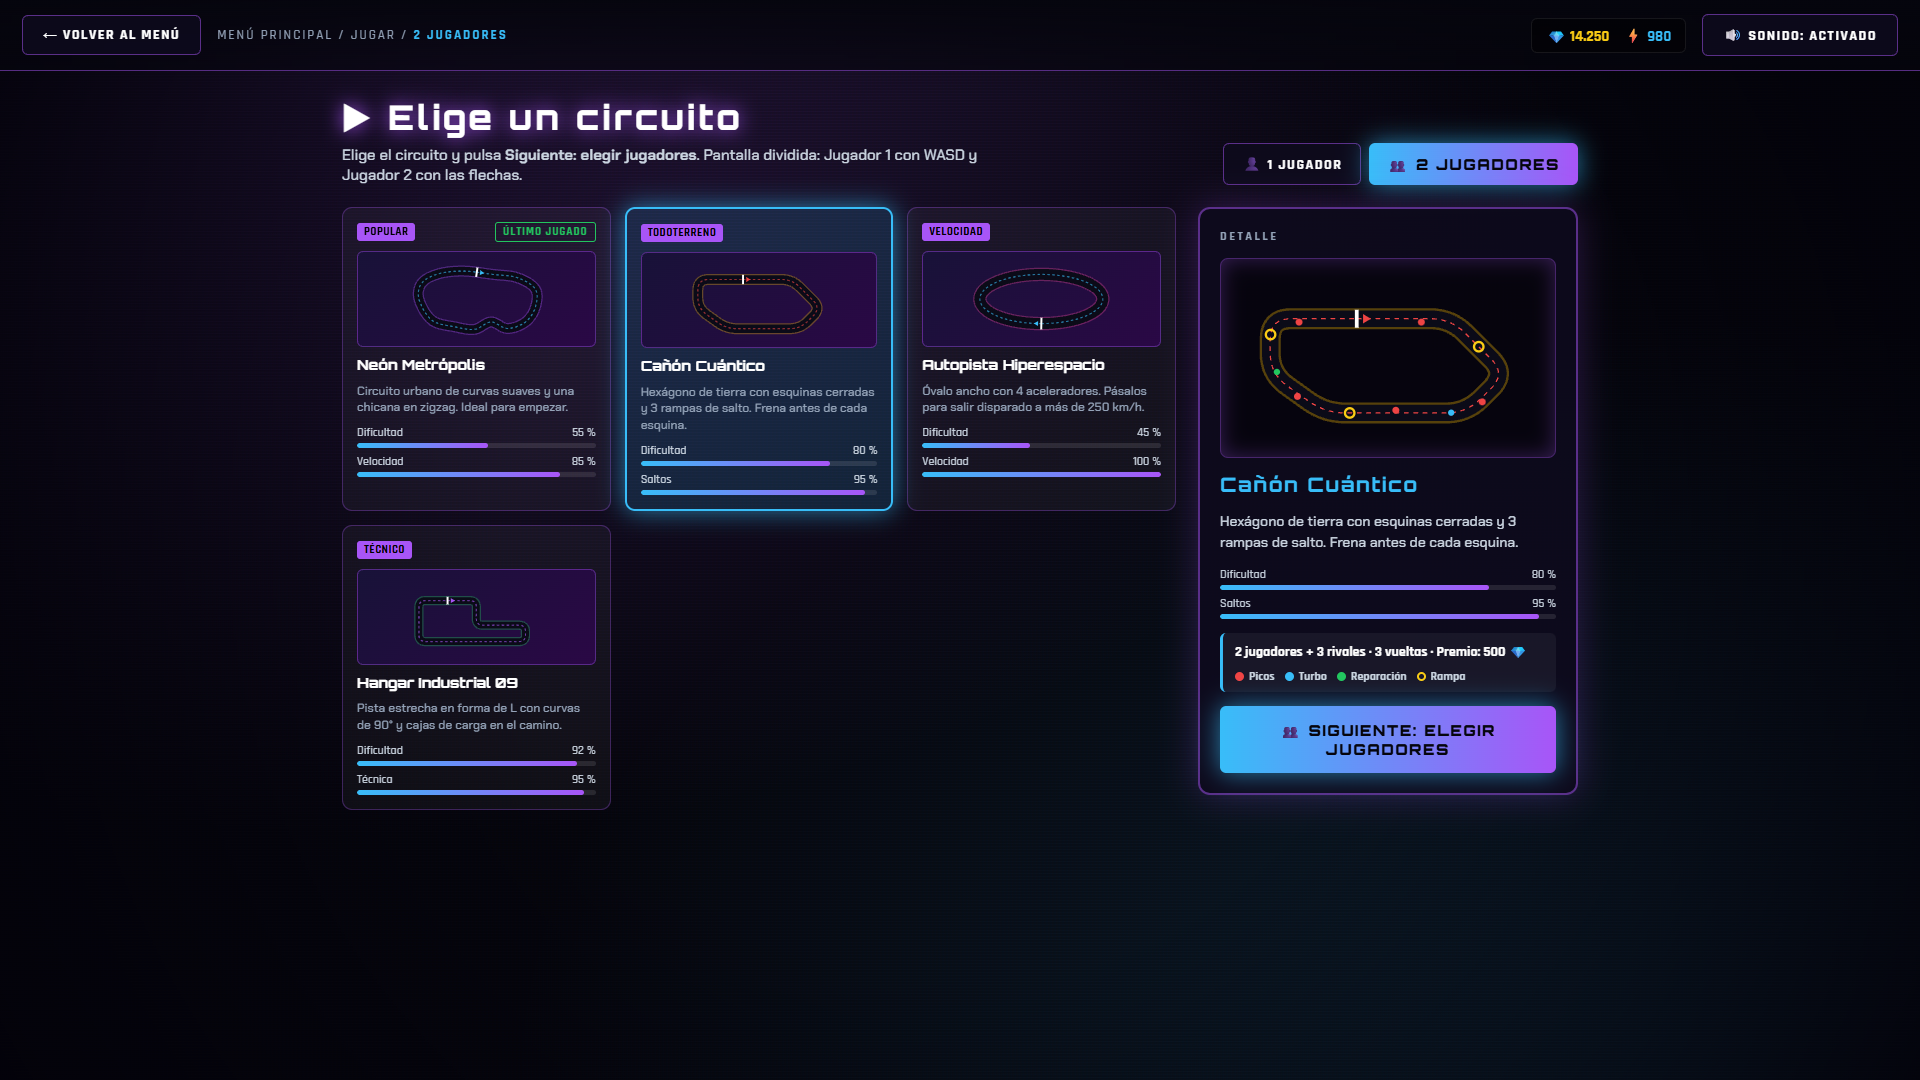 ← VOLVER AL MENÚ
MENÚ PRINCIPAL / JUGAR / 2 JUGADORES
14.250 980
SONIDO: ACTIVADO
Elige un circuito
Elige el circuito y pulsa Siguiente: elegir jugadores. Pantalla dividida: Jugador 1 con WASD y
Jugador 2 con las flechas.
1 JUGADOR
2 JUGADORES
POPULAR
ÚLTIMO JUGADO
Neón Metrópolis
Circuito urbano de curvas suaves y una
chicana en zigzag. Ideal para empezar.
Dificultad 55 %
Velocidad 85 %
TODOTERRENO
Cañón Cuántico
Hexágono de tierra con esquinas cerradas
y 3 rampas de salto. Frena antes de cada
esquina.
Dificultad 80 %
Saltos 95 %
VELOCIDAD
Autopista Hiperespacio
Óvalo ancho con 4 aceleradores. Pásalos
para salir disparado a más de 250 km/h.
Dificultad 45 %
Velocidad 100 %
TÉCNICO
Hangar Industrial 09
Pista estrecha en forma de L con curvas
de 90° y cajas de carga en el camino.
Dificultad 92 %
Técnica 95 %
DETALLE
Cañón Cuántico
Hexágono de tierra con esquinas cerradas y 3
rampas de salto. Frena antes de cada esquina.
Dificultad 80 %
Saltos 95 %
2 jugadores + 3 rivales · 3 vueltas · Premio: 500
Picos Turbo Reparación Rampa
SIGUIENTE: ELEGIR
JUGADORES